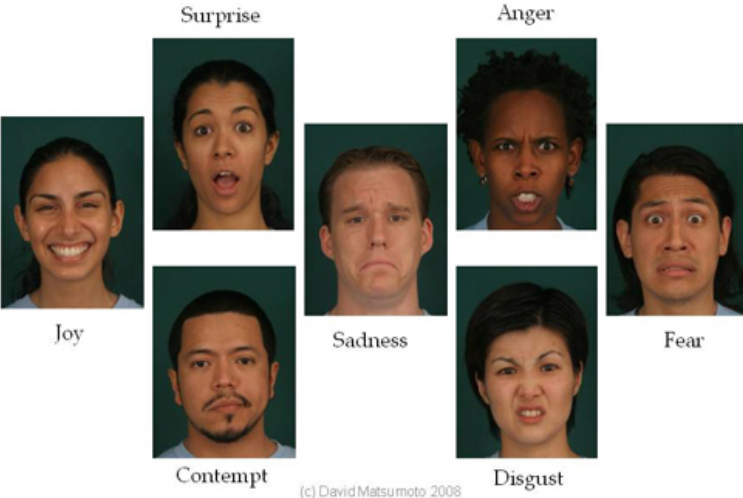 Surprise
Anger
Joy
Sadness
Fear
Contempt
Disgust
(c) David Matsumoto 2008